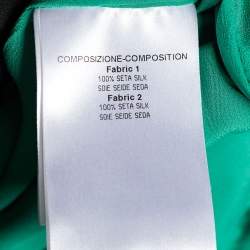 COMPOSIZIONE-COMPOSITION
Fabric 1
100% SETA SILK
SOIE SEIDE SEDA
Fabric 2
100% SETA SILK
SOIE SEIDE SEDA